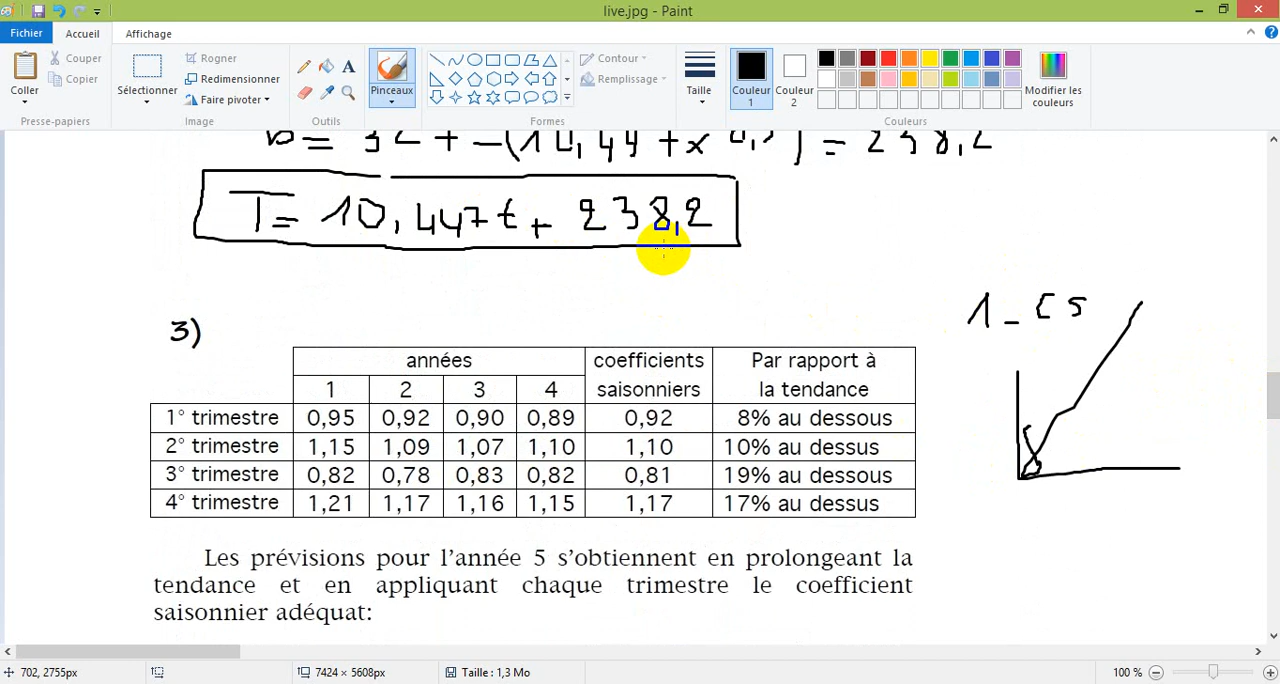 live.jpg - Paint
Fichier Accueil Affichage
Coller
Couper
Copier
Presse-papiers
Sélectionner
Rogner
Redimensionner
Faire pivoter
Image
Outils
Pinceaux
Contour
Remplissage
Formes
Taille
Couleur 1
Couleur 2
Modifier les couleurs
Couleurs
T = 10,447t + 238,2
1 - CS
3)
années coefficients saisonniers Par rapport à la tendance
1 2 3 4
1° trimestre 0,95 0,92 0,90 0,89 0,92 8% au dessous
2° trimestre 1,15 1,09 1,07 1,10 1,10 10% au dessus
3° trimestre 0,82 0,78 0,83 0,82 0,81 19% au dessous
4° trimestre 1,21 1,17 1,16 1,15 1,17 17% au dessus
Les prévisions pour l'année 5 s'obtiennent en prolongeant la
tendance et en appliquant chaque trimestre le coefficient
saisonnier adéquat:
702, 2755px 7424 × 5608px Taille : 1,3 Mo 100 %